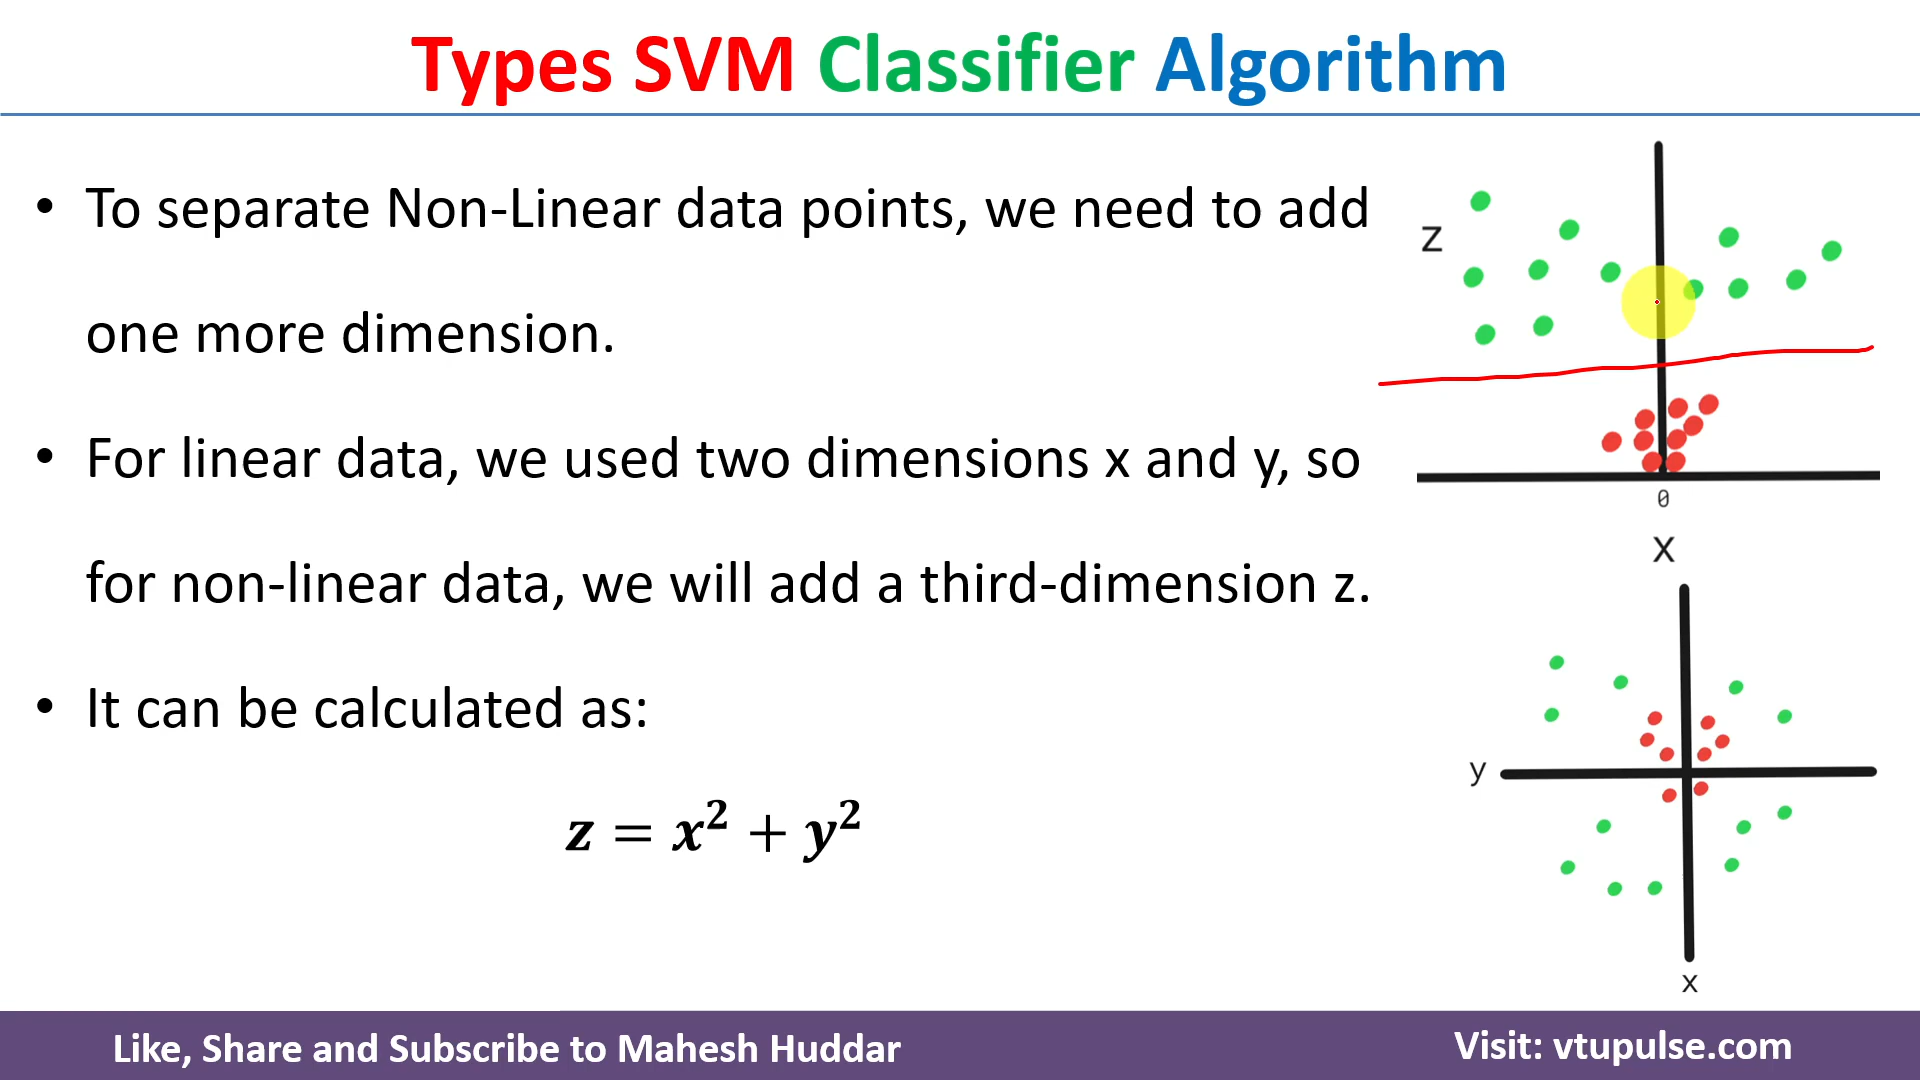 Types SVM Classifier Algorithm
• To separate Non-Linear data points, we need to add
one more dimension.
• For linear data, we used two dimensions x and y, so
for non-linear data, we will add a third-dimension z.
• It can be calculated as:
z = x² + y²
z
0
x
y
x
Like, Share and Subscribe to Mahesh Huddar
Visit: vtupulse.com